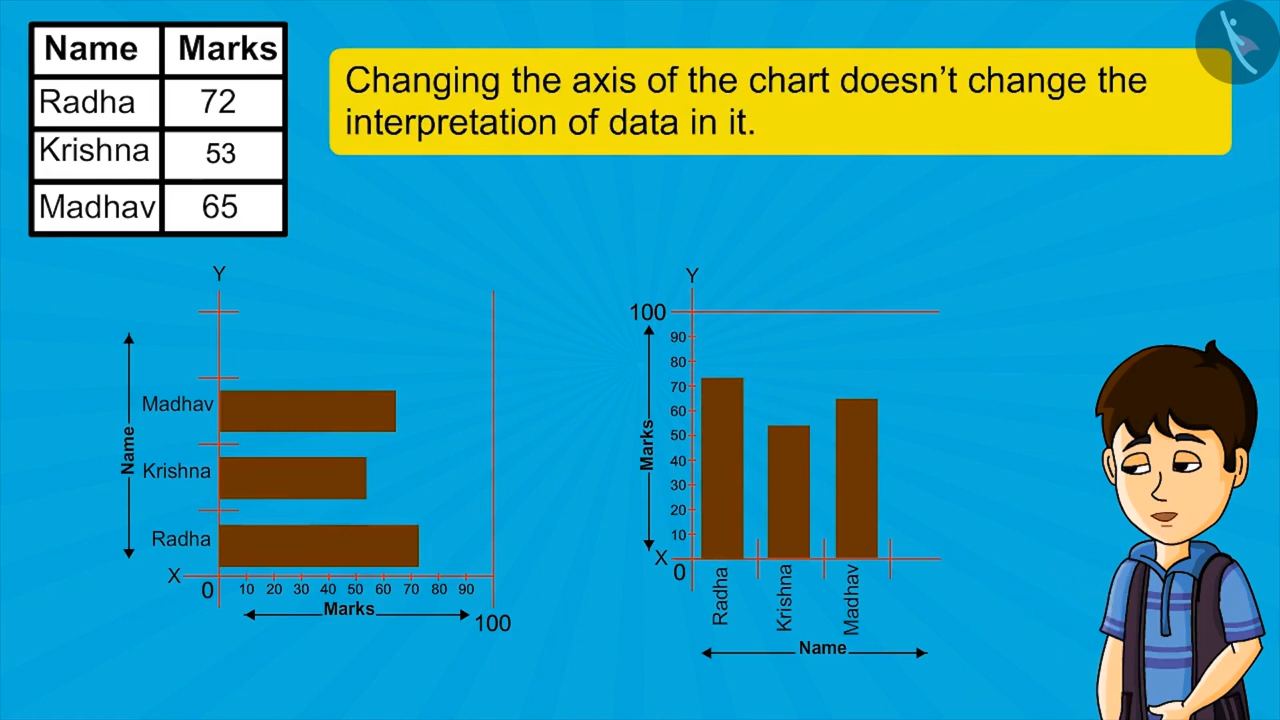 Name Marks
Radha 72
Krishna 53
Madhav 65
Changing the axis of the chart doesn’t change the
interpretation of data in it.
Y
Madhav
Krishna
Radha
Name
X
0 10 20 30 40 50 60 70 80 90
Marks
100
Y
100
90
80
70
60
50
40
30
20
10
Marks
X
0
Radha
Krishna
Madhav
Name